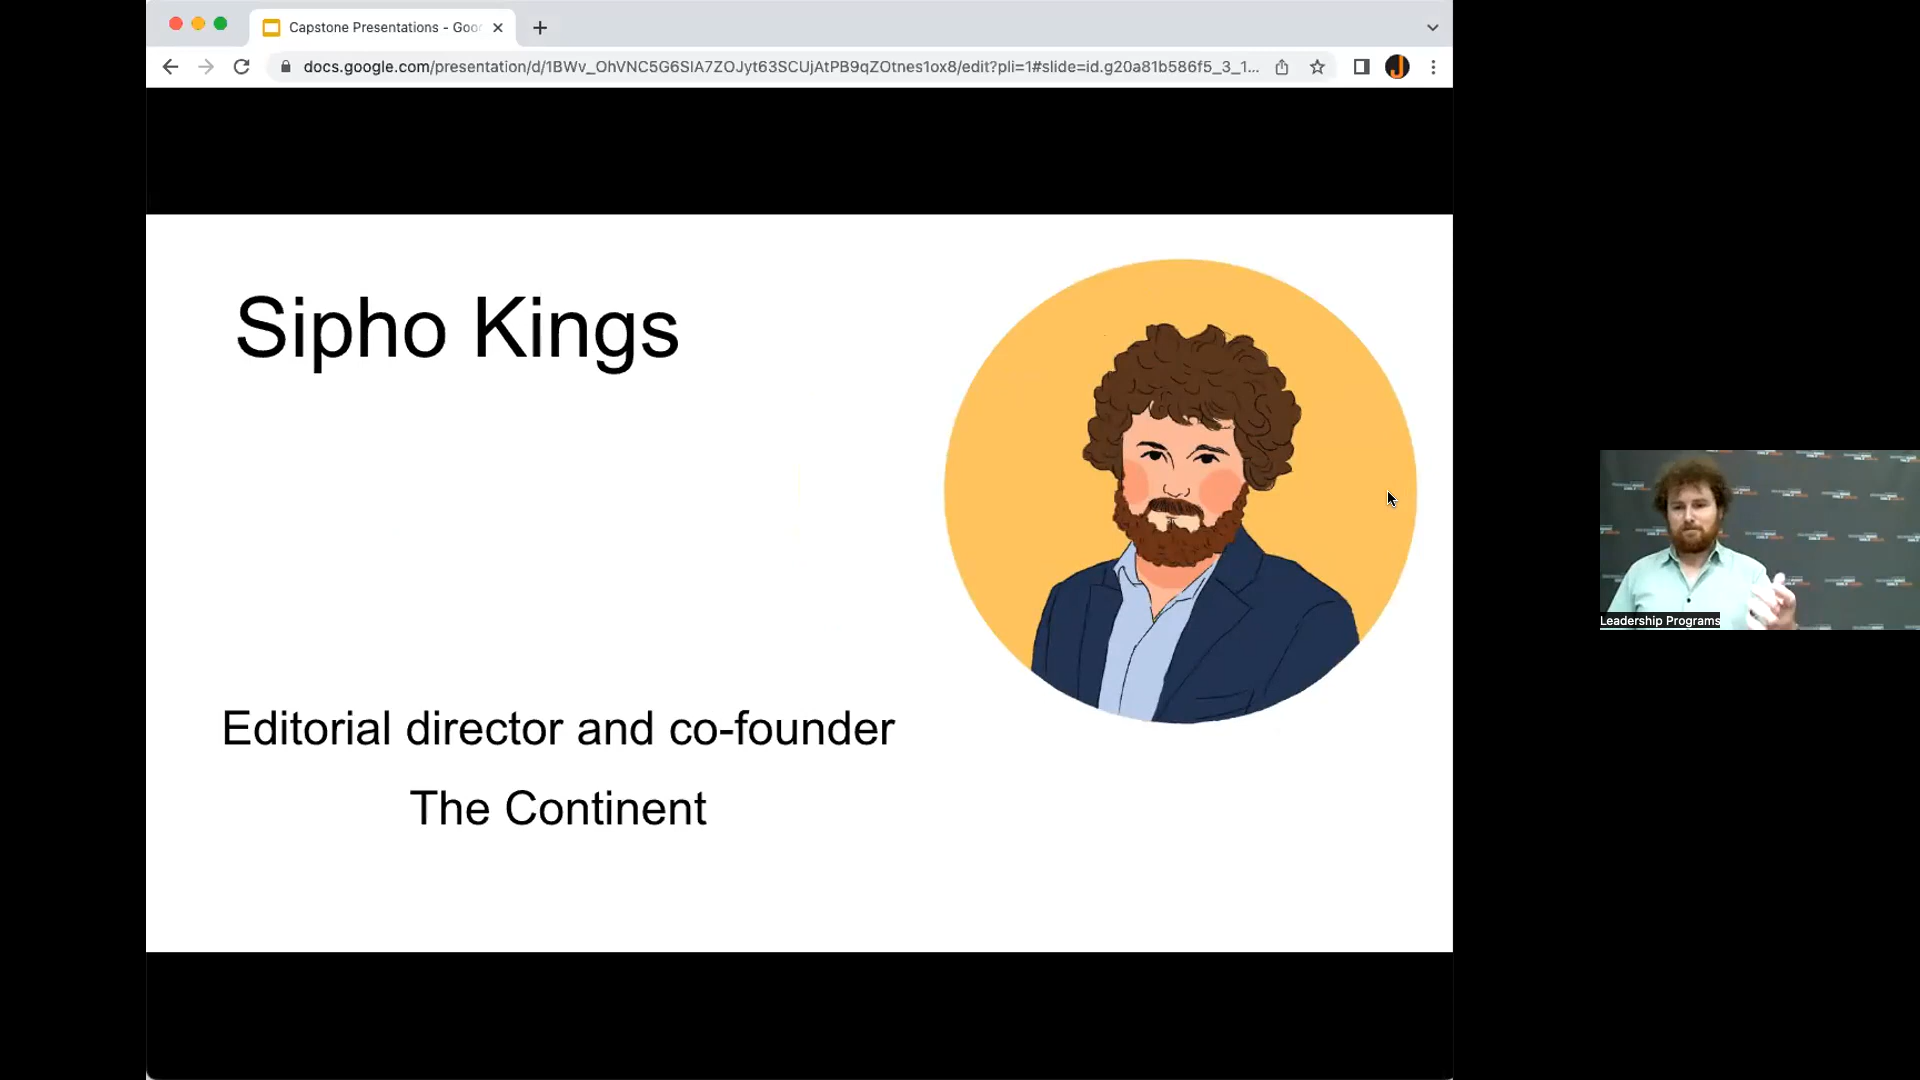 Capstone Presentations - Goo
docs.google.com/presentation/d/1BWv_OhVNC5G6SlA7ZOJyt63SCUjAtPB9qZOtnes1ox8/edit?pli=1#slide=id.g20a81b586f5_3_1...
Sipho Kings
Editorial director and co-founder
The Continent
Leadership Programs